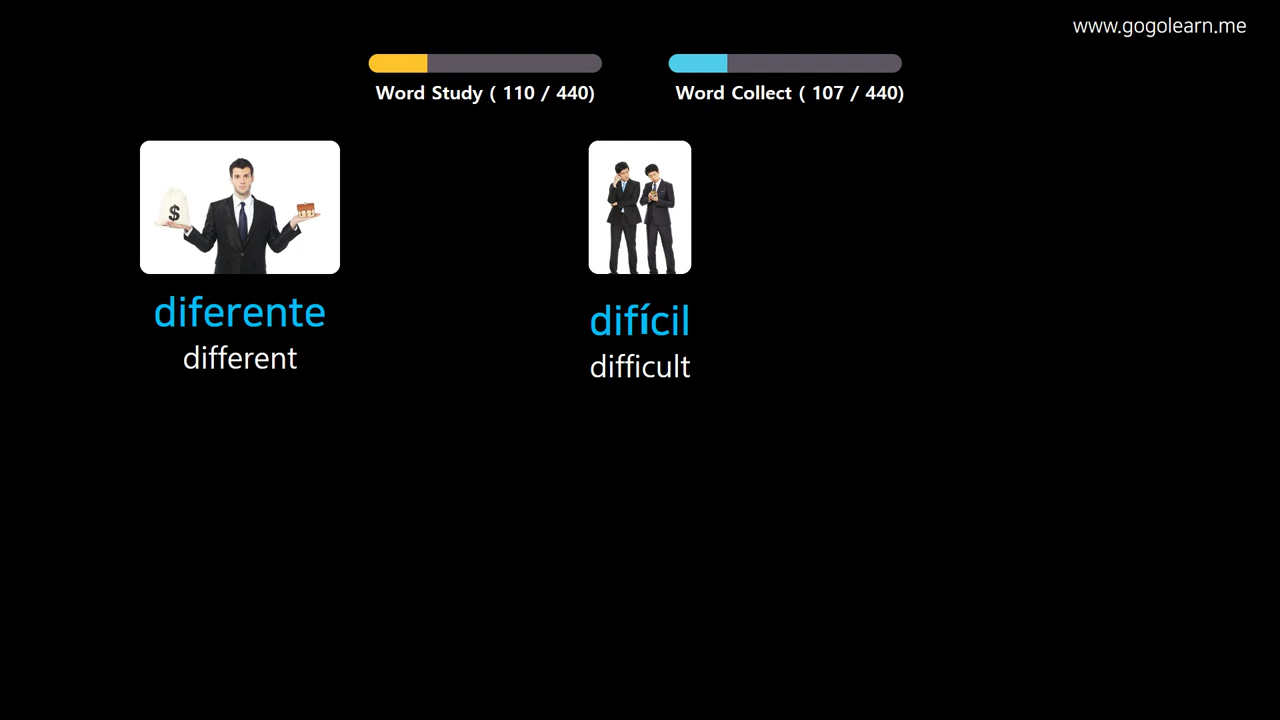 www.gogolearn.me
Word Study ( 110 / 440)
Word Collect ( 107 / 440)
$
diferente
different
difícil
difficult